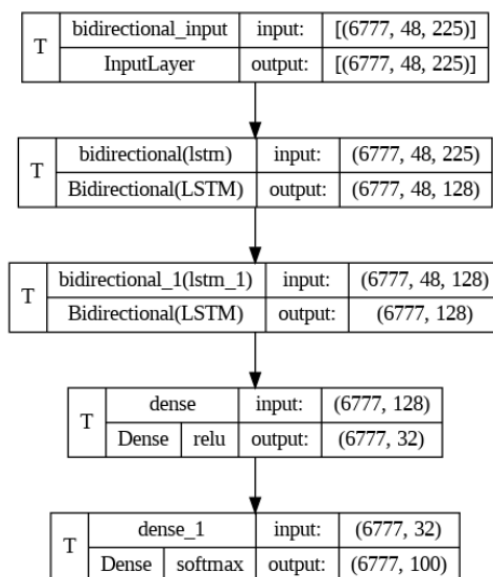 T bidirectional_input input: [(6777, 48, 225)]
InputLayer output: [(6777, 48, 225)]
T bidirectional(lstm) input: (6777, 48, 225)
Bidirectional(LSTM) output: (6777, 48, 128)
T bidirectional_1(lstm_1) input: (6777, 48, 128)
Bidirectional(LSTM) output: (6777, 128)
T dense input: (6777, 128)
Dense relu output: (6777, 32)
T dense_1 input: (6777, 32)
Dense softmax output: (6777, 100)